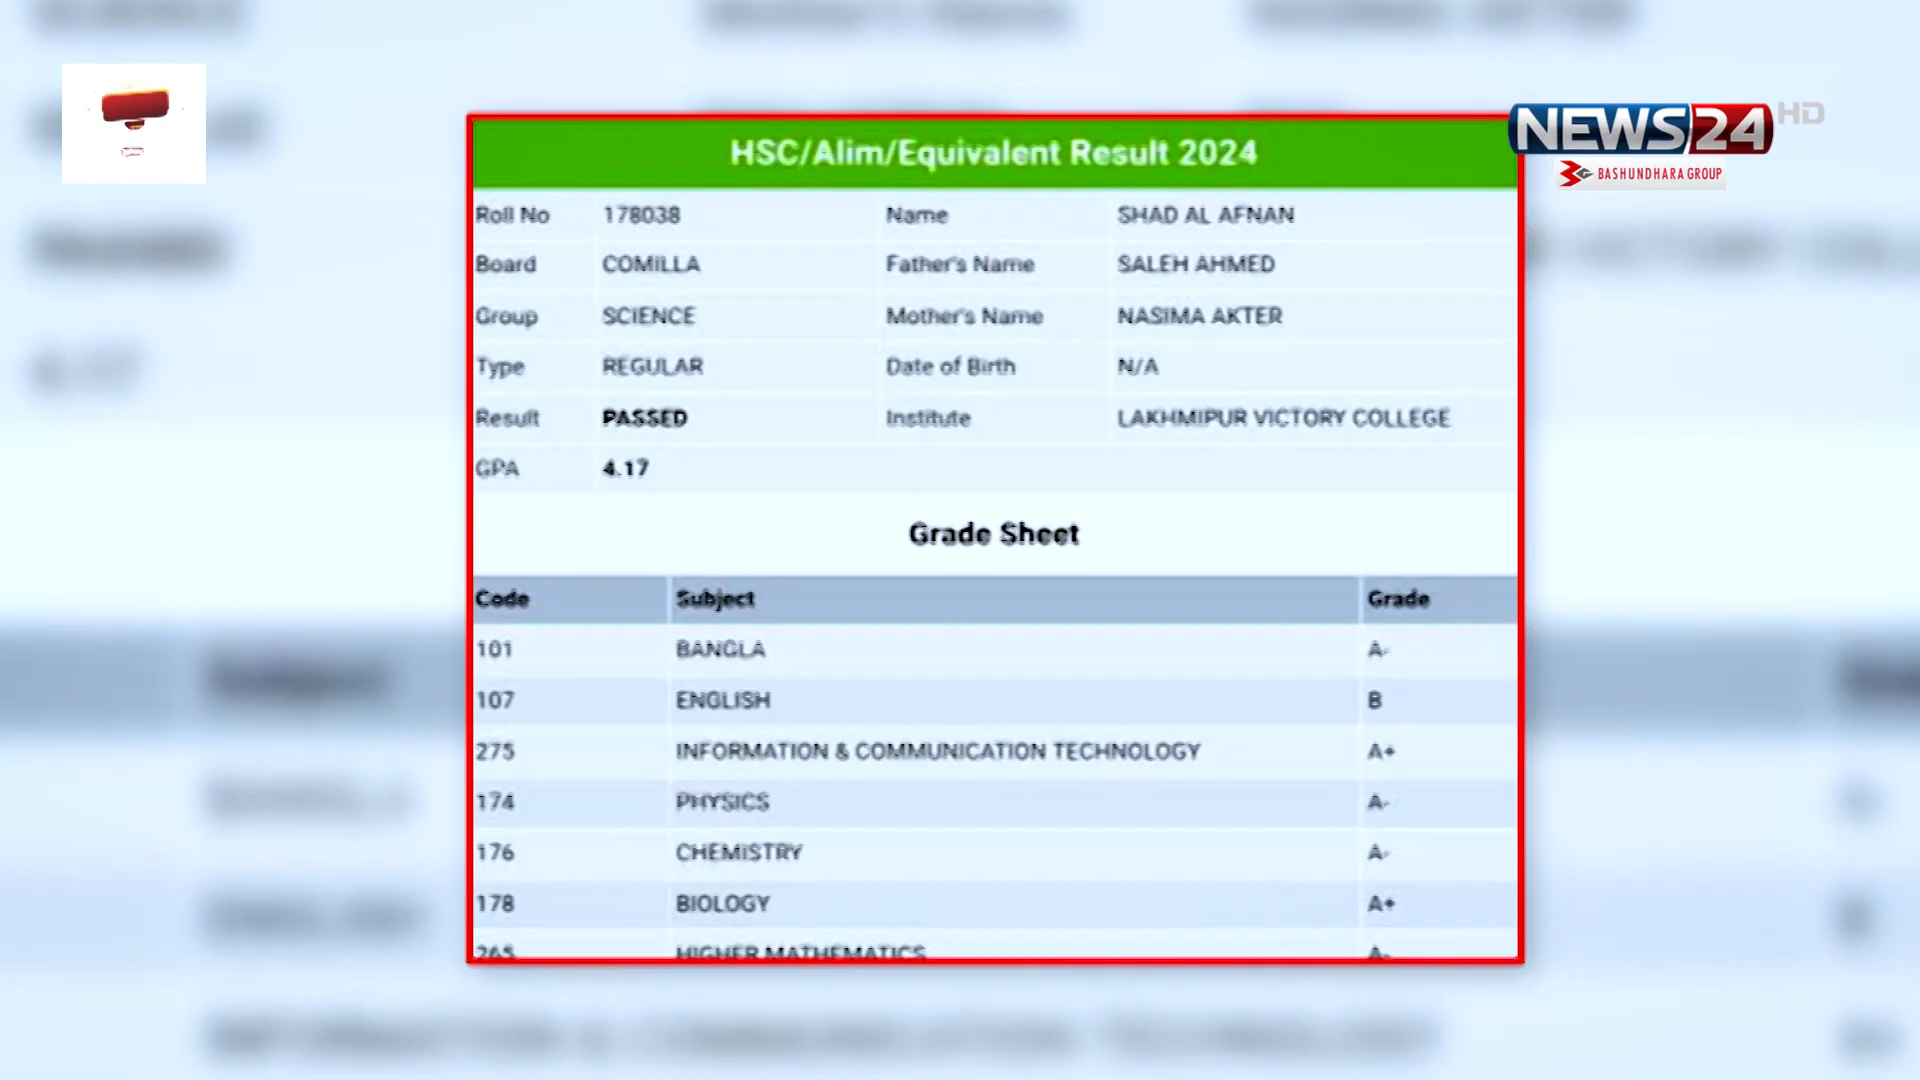 NEWS24 HD
BASHUNDHARA GROUP
HSC/Alim/Equivalent Result 2024
Roll No 178038 Name SHAD AL AFNAN
Board COMILLA Father's Name SALEH AHMED
Group SCIENCE Mother's Name NASIMA AKTER
Type REGULAR Date of Birth N/A
Result PASSED Institute LAKHMIPUR VICTORY COLLEGE
GPA 4.17
Grade Sheet
Code Subject Grade
101 BANGLA A-
107 ENGLISH B
275 INFORMATION & COMMUNICATION TECHNOLOGY A+
174 PHYSICS A-
176 CHEMISTRY A-
178 BIOLOGY A+
265 HIGHER MATHEMATICS A-